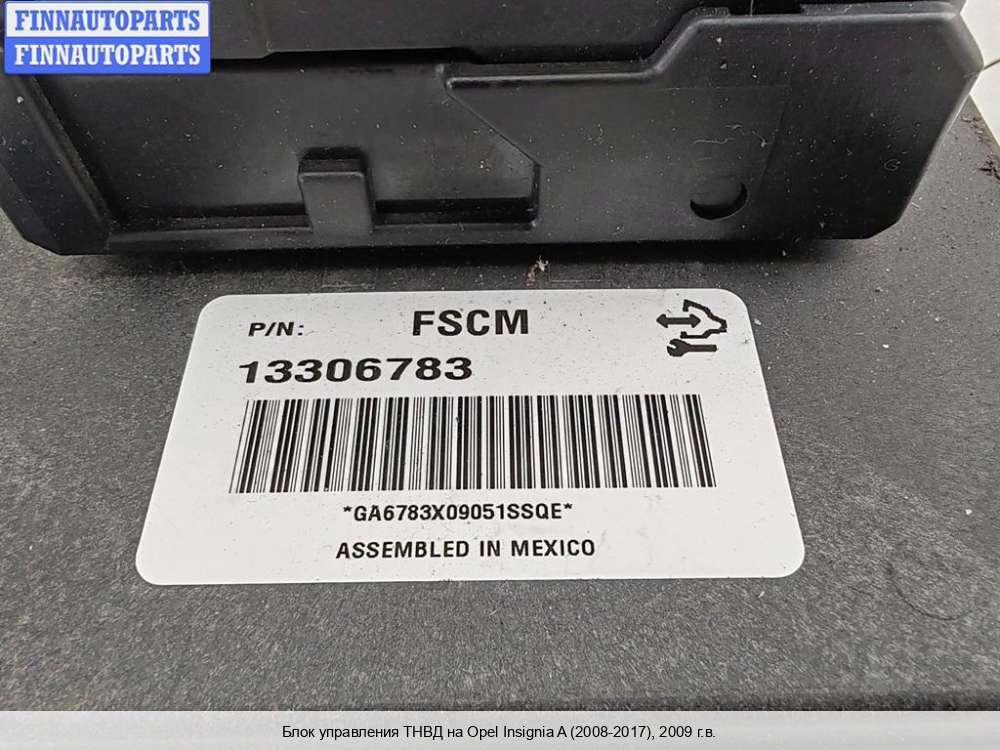 FINNAUTOPARTS
FINNAUTOPARTS
P/N: FSCM
13306783
*GA6783X09051SSQE*
ASSEMBLED IN MEXICO
Блок управления ТНВД на Opel Insignia A (2008-2017), 2009 г.в.